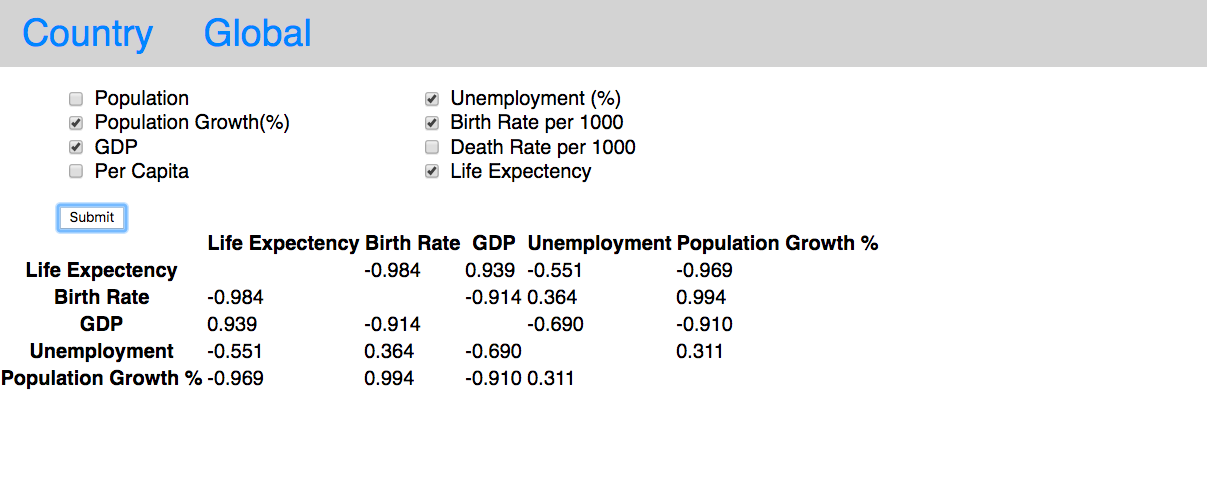 Country Global
Population Unemployment (%)
Population Growth(%) Birth Rate per 1000
GDP Death Rate per 1000
Per Capita Life Expectency
Submit
Life Expectency Birth Rate GDP Unemployment Population Growth %
Life Expectency -0.984 0.939 -0.551 -0.969
Birth Rate -0.984 -0.914 0.364 0.994
GDP 0.939 -0.914 -0.690 -0.910
Unemployment -0.551 0.364 -0.690 0.311
Population Growth % -0.969 0.994 -0.910 0.311